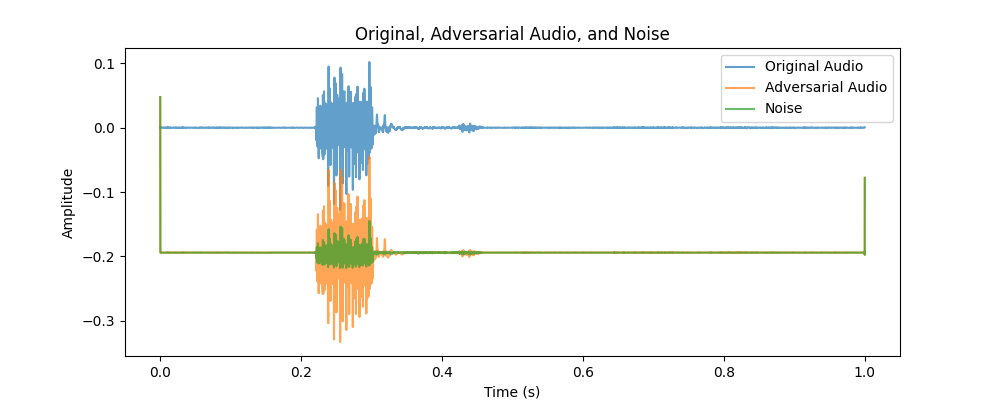 Original, Adversarial Audio, and Noise
Original Audio
Adversarial Audio
Noise
Amplitude
0.1
0.0
−0.1
−0.2
−0.3
0.0 0.2 0.4 0.6 0.8 1.0
Time (s)